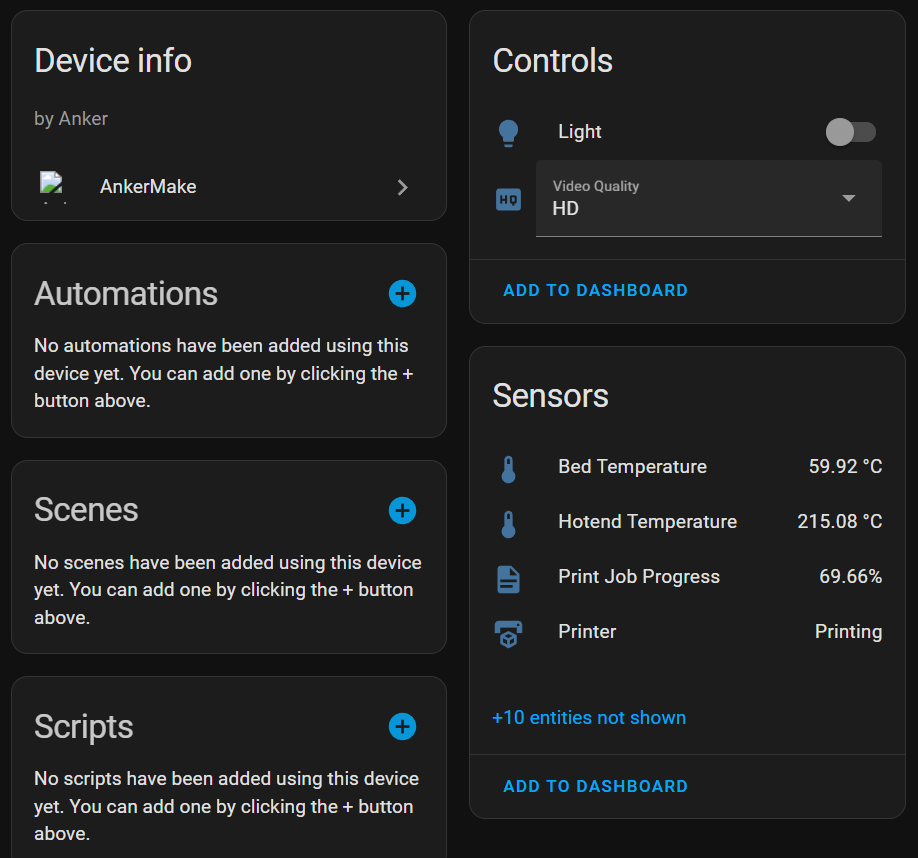 Device info
by Anker
AnkerMake
Automations
No automations have been added using this
device yet. You can add one by clicking the +
button above.
Scenes
No scenes have been added using this device
yet. You can add one by clicking the + button
above.
Scripts
No scripts have been added using this device
yet. You can add one by clicking the + button
above.
Controls
Light
HQ
Video Quality
HD
ADD TO DASHBOARD
Sensors
Bed Temperature 59.92 °C
Hotend Temperature 215.08 °C
Print Job Progress 69.66%
Printer Printing
+10 entities not shown
ADD TO DASHBOARD